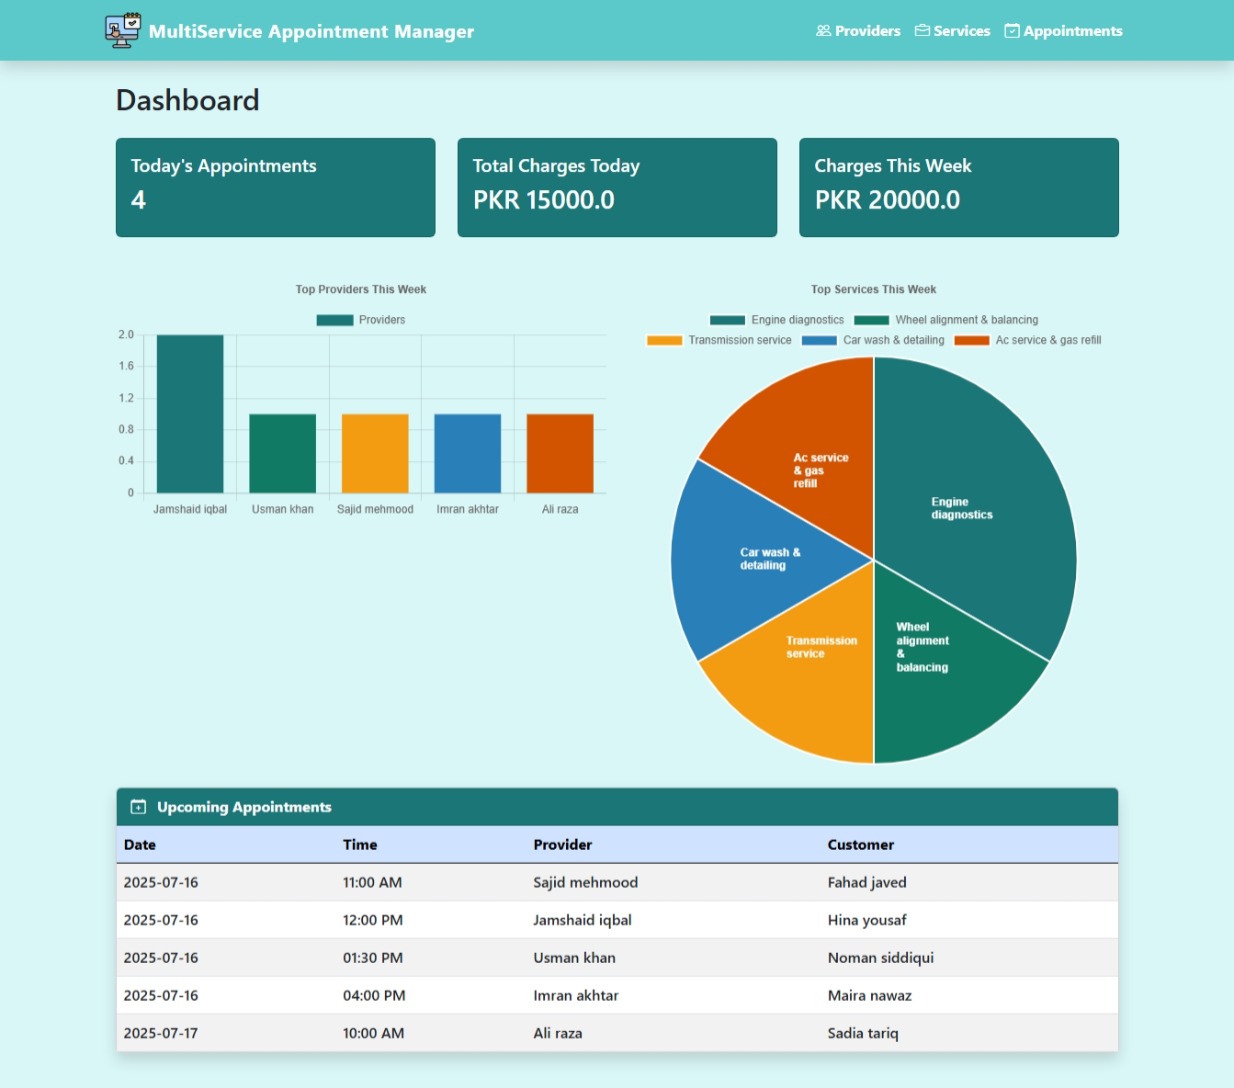 MultiService Appointment Manager
Providers Services Appointments
Dashboard
Today's Appointments
4
Total Charges Today
PKR 15000.0
Charges This Week
PKR 20000.0
Top Providers This Week
Providers
2.0
1.6
1.2
0.8
0.4
0
Jamshaid iqbal Usman khan Sajid mehmood Imran akhtar Ali raza
Top Services This Week
Engine diagnostics Wheel alignment & balancing
Transmission service Car wash & detailing Ac service & gas refill
Ac service
& gas
refill
Engine
diagnostics
Car wash &
detailing
Transmission
service
Wheel
alignment
&
balancing
Upcoming Appointments
Date Time Provider Customer
2025-07-16 11:00 AM Sajid mehmood Fahad javed
2025-07-16 12:00 PM Jamshaid iqbal Hina yousaf
2025-07-16 01:30 PM Usman khan Noman siddiqui
2025-07-16 04:00 PM Imran akhtar Maira nawaz
2025-07-17 10:00 AM Ali raza Sadia tariq